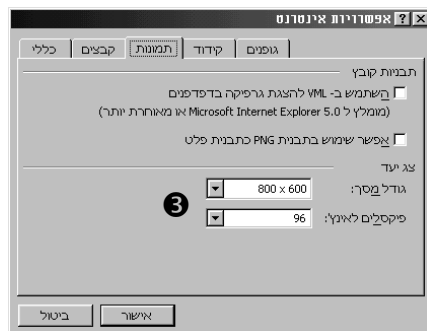 אפשרויות אינטרנט
כללי קבצים תמונות קידוד גופנים
תבניות קובץ
השתמש ב- VML להצגת גרפיקה בדפדפנים
(מומלץ ל Microsoft Internet Explorer 5.0 או מאוחרת יותר)
אפשר שימוש בתבנית PNG כתבנית פלט
צג יעד
גודל מסך: 800 x 600
פיקסלים לאינץ': 96
3
אישור ביטול